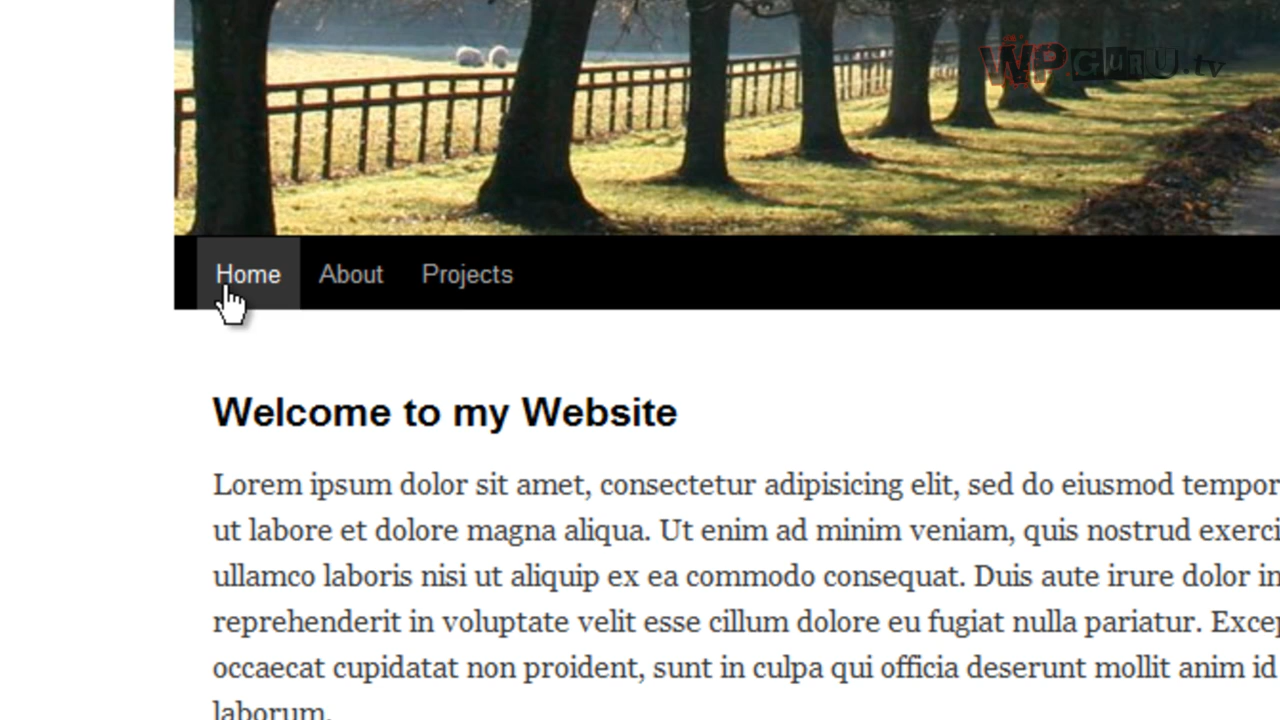 WPGURU.tv
Home About Projects
Welcome to my Website
Lorem ipsum dolor sit amet, consectetur adipisicing elit, sed do eiusmod tempor
ut labore et dolore magna aliqua. Ut enim ad minim veniam, quis nostrud exerci
ullamco laboris nisi ut aliquip ex ea commodo consequat. Duis aute irure dolor in
reprehenderit in voluptate velit esse cillum dolore eu fugiat nulla pariatur. Excep
occaecat cupidatat non proident, sunt in culpa qui officia deserunt mollit anim id
laborum.